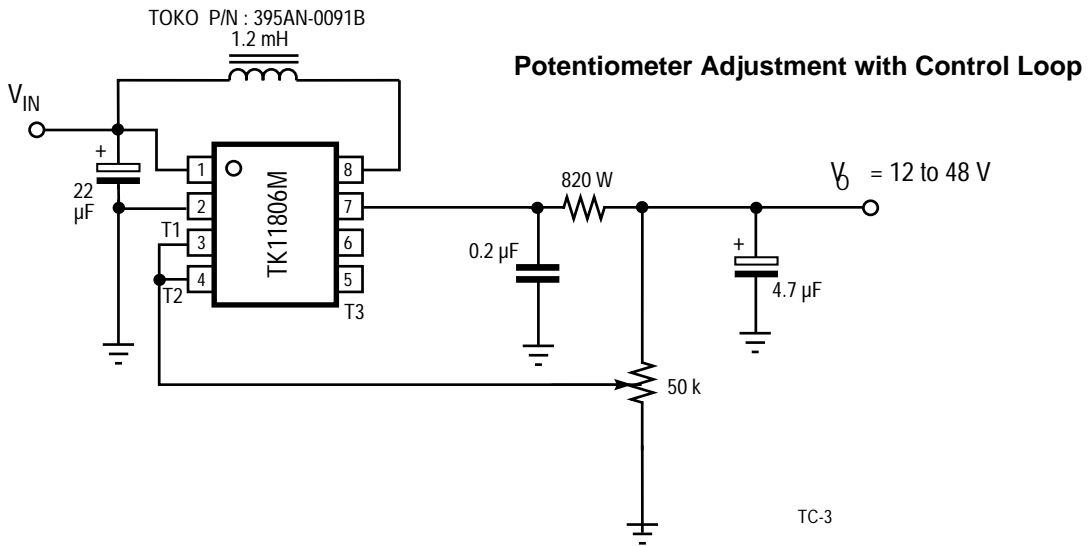 TOKO P/N : 395AN-0091B
1.2 mH
Potentiometer Adjustment with Control Loop
VIN
+
22
µF
1
2
T1
3
4
T2
TK11806M
8
7
6
5
T3
820 W
0.2 µF
VO = 12 to 48 V
+
4.7 µF
50 k
TC-3